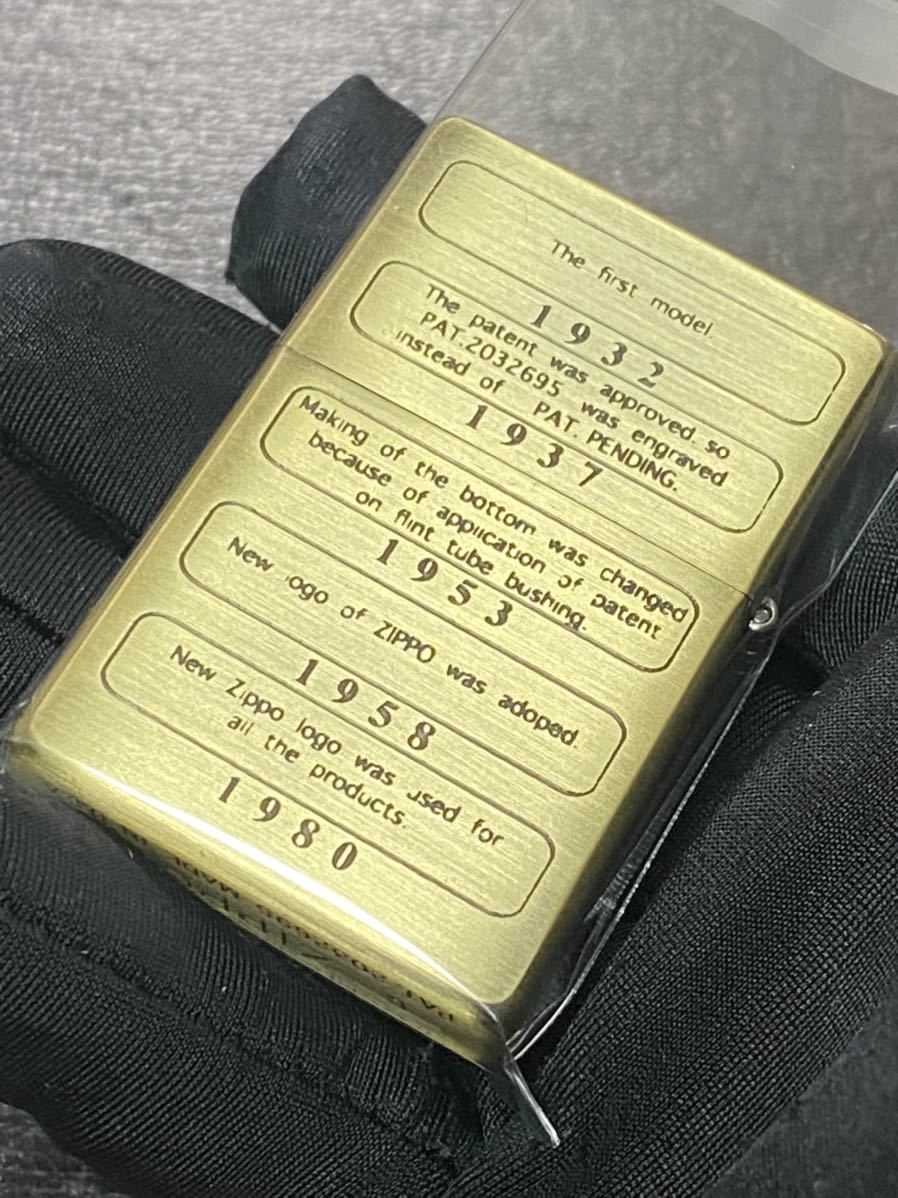 The first model.
1932
The patent was approved so
PAT.2032695 was engraved
instead of PAT. PENDING.
1937
Making of the bottom was changed
because of application of patent
on flint tube bushing.
1953
New logo of ZIPPO was adoped.
1958
New Zippo logo was used for
all the products.
1980